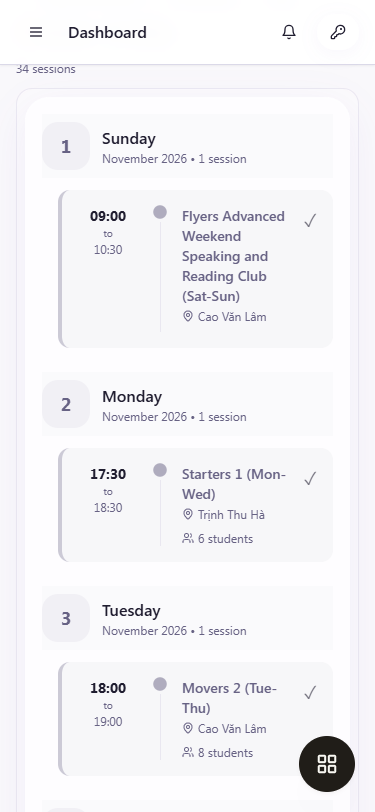 Dashboard
34 sessions
1
Sunday
November 2026 • 1 session
09:00
to
10:30
Flyers Advanced
Weekend
Speaking and
Reading Club
(Sat-Sun)
Cao Văn Lâm
2
Monday
November 2026 • 1 session
17:30
to
18:30
Starters 1 (Mon-
Wed)
Trịnh Thu Hà
6 students
3
Tuesday
November 2026 • 1 session
18:00
to
19:00
Movers 2 (Tue-
Thu)
Cao Văn Lâm
8 students